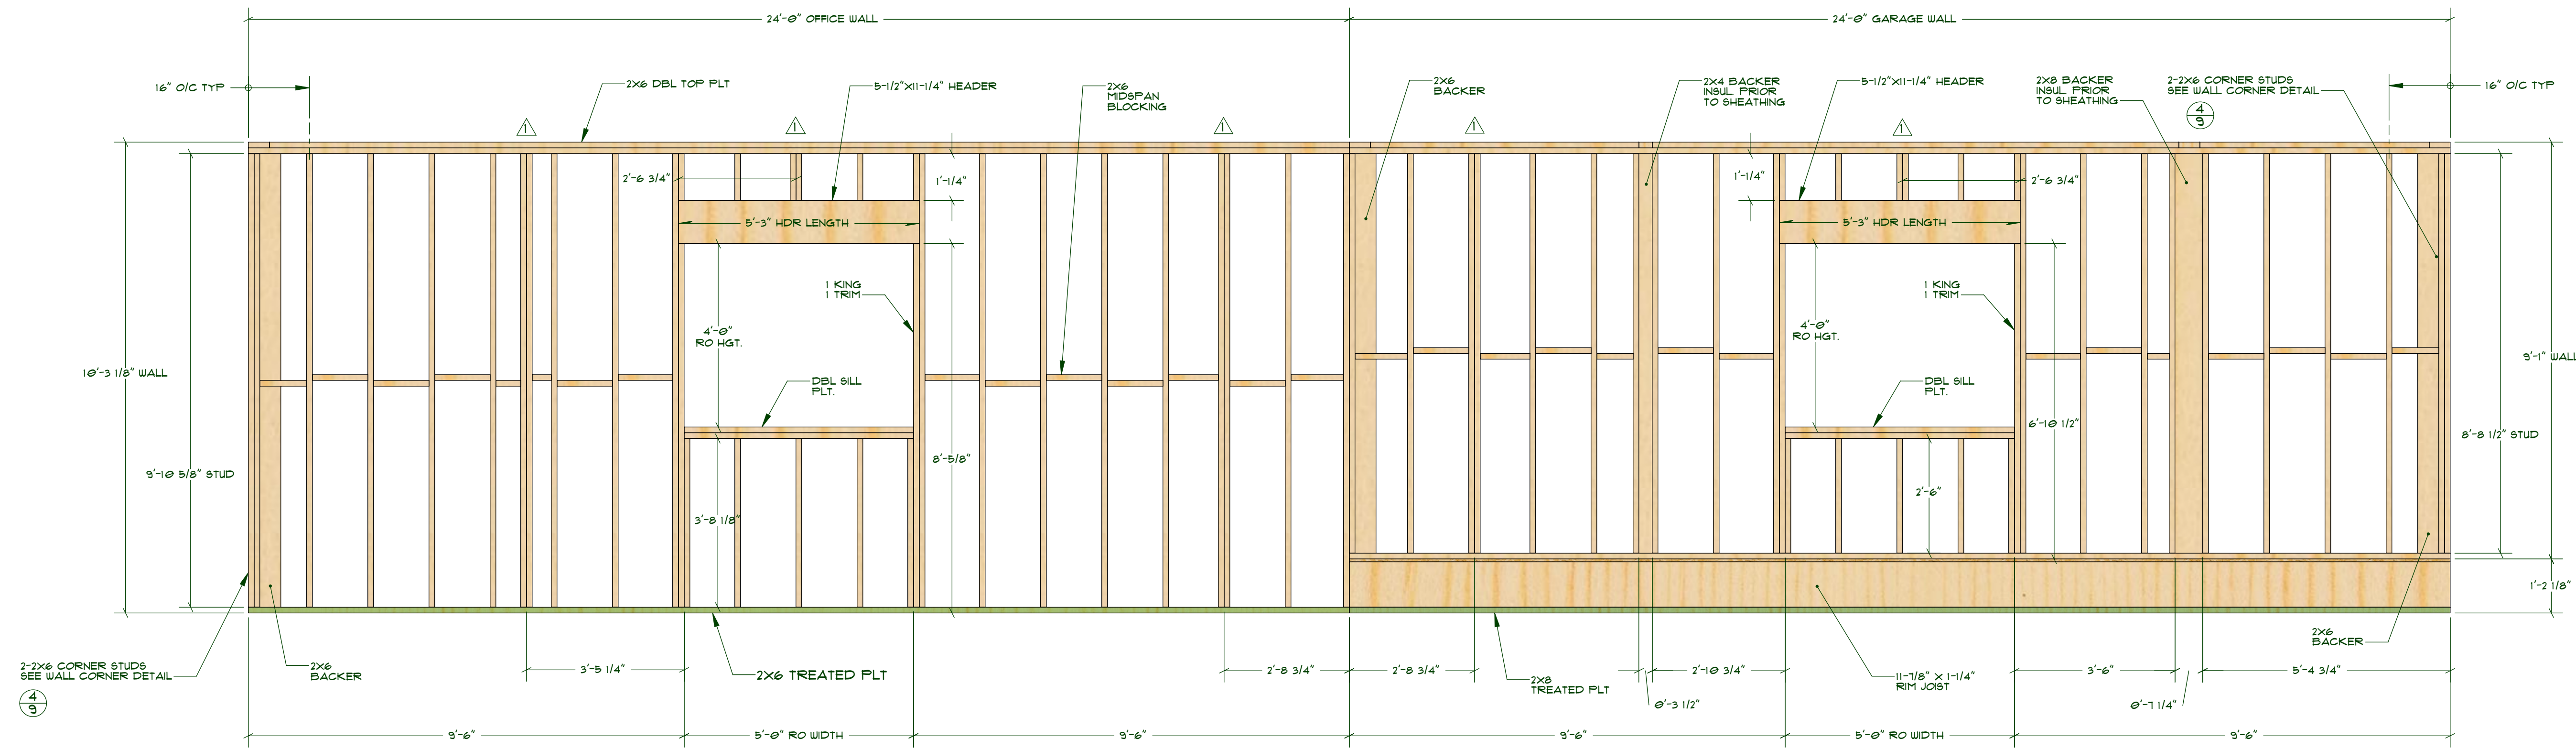 24'-0" OFFICE WALL
24'-0" GARAGE WALL
16" O/C TYP
2X6 DBL TOP PLT
5-1/2"X11-1/4" HEADER
2X6
MIDSPAN
BLOCKING
2X6
BACKER
2X4 BACKER
INSUL PRIOR
TO SHEATHING
5-1/2"X11-1/4" HEADER
2X8 BACKER
INSUL PRIOR
TO SHEATHING
2-2X6 CORNER STUDS
SEE WALL CORNER DETAIL
4
9
16" O/C TYP
1
1
1
1
1
2'-6 3/4"
1'-1/4"
1'-1/4"
2'-6 3/4"
5'-3" HDR LENGTH
5'-3" HDR LENGTH
1 KING
1 TRIM
1 KING
1 TRIM
4'-0"
RO HGT.
4'-0"
RO HGT.
10'-3 1/8" WALL
9'-1" WALL
DBL SILL
PLT.
DBL SILL
PLT.
6'-10 1/2"
8'-8 1/2" STUD
9'-10 5/8" STUD
8'-5/8"
3'-8 1/8"
2'-6"
1'-2 1/8"
2-2X6 CORNER STUDS
SEE WALL CORNER DETAIL
4
9
2X6
BACKER
3'-5 1/4"
2X6 TREATED PLT
2'-8 3/4"
2'-8 3/4"
2X8
TREATED PLT
2'-10 3/4"
0'-3 1/2"
11-7/8" X 1-1/4"
RIM JOIST
3'-6"
0'-7 1/4"
5'-4 3/4"
2X6
BACKER
9'-6"
5'-0" RO WIDTH
9'-6"
9'-6"
5'-0" RO WIDTH
9'-6"